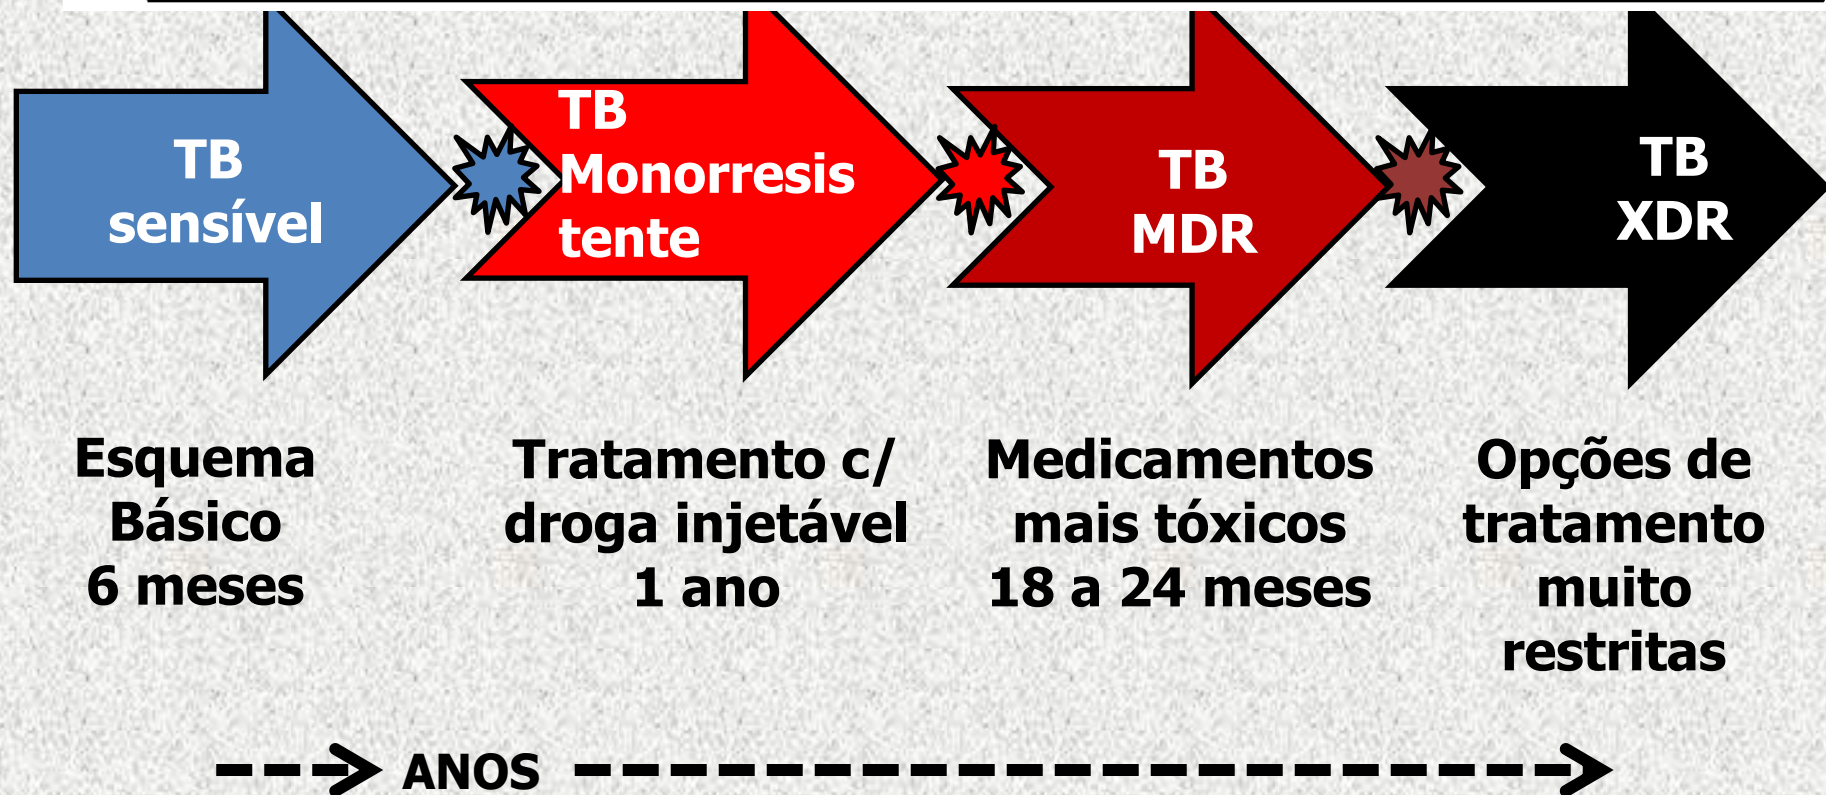 TB
sensível
TB
Monorresis
tente
TB
MDR
TB
XDR
Esquema
Básico
6 meses
Tratamento c/
droga injetável
1 ano
Medicamentos
mais tóxicos
18 a 24 meses
Opções de
tratamento
muito
restritas
ANOS